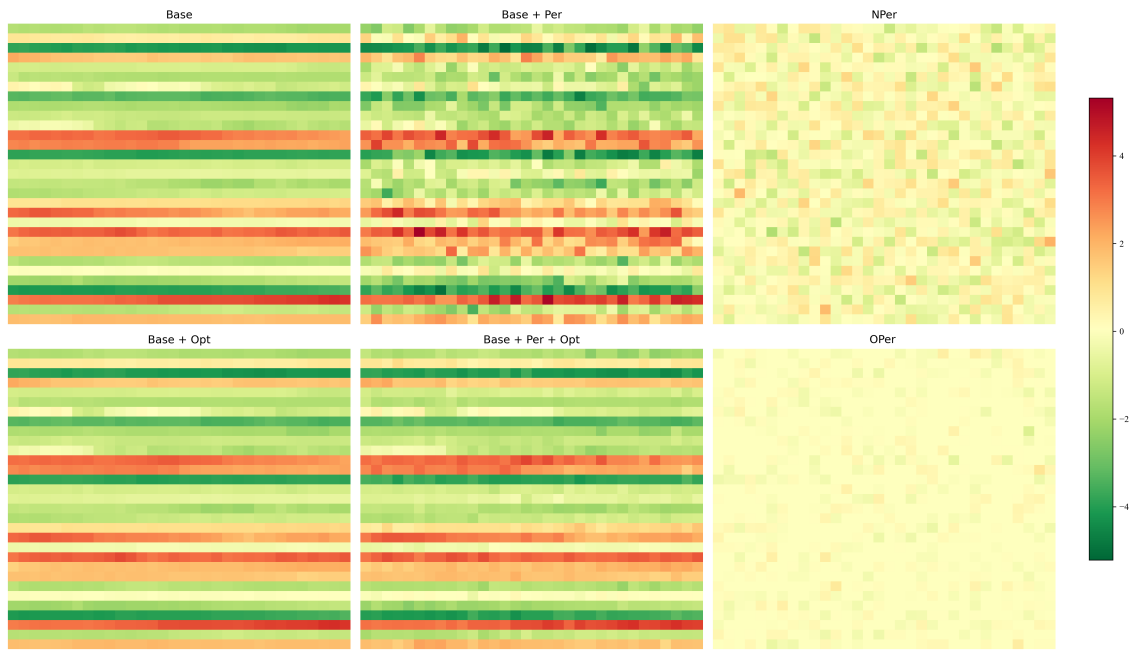 Base
Base + Per
NPer
4
2
0
−2
−4
Base + Opt
Base + Per + Opt
OPer